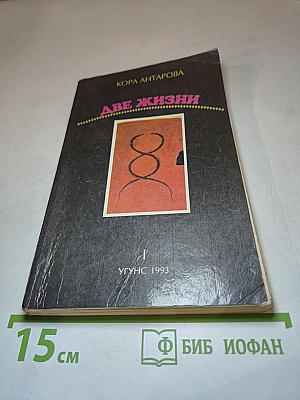 КОРА АНТАРОВА
ДВЕ ЖИЗНИ
I
УГУНС 1993
15 см
БИБ ИОФАН